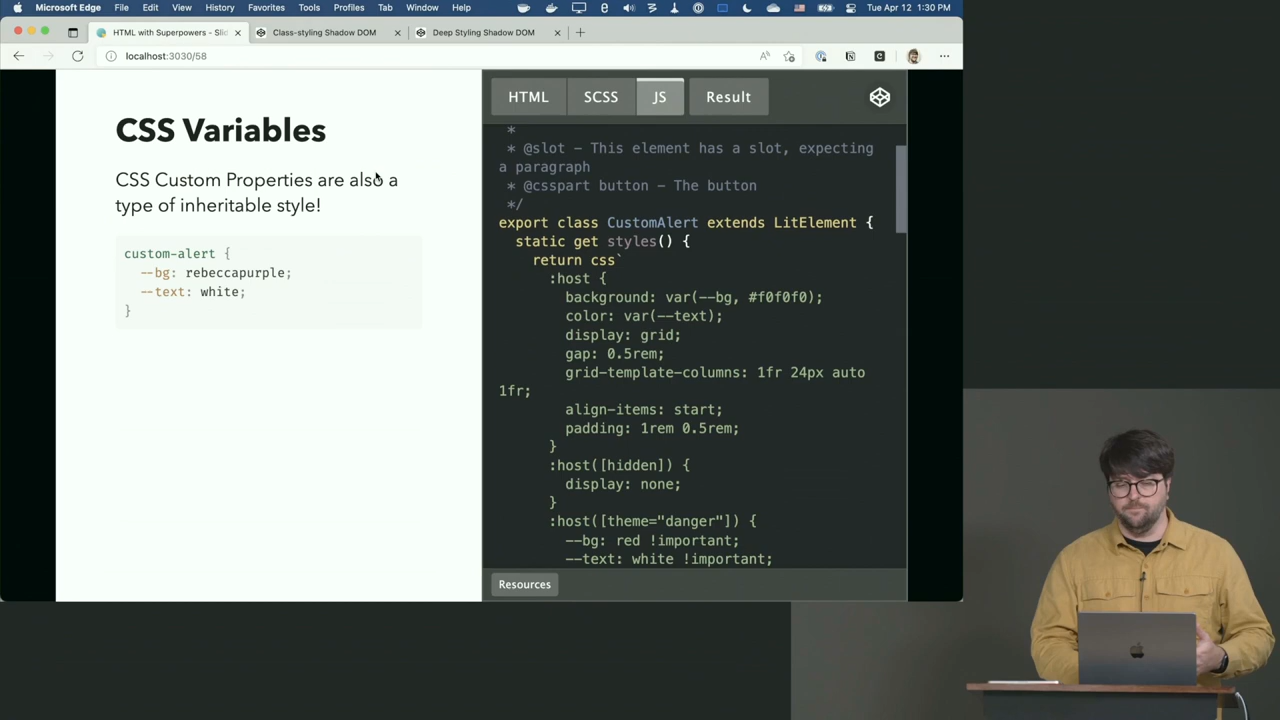 Microsoft Edge File Edit View History Favorites Tools Profiles Tab Window Help Tue Apr 12 1:30 PM
HTML with Superpowers - Slid Class-styling Shadow DOM Deep Styling Shadow DOM
localhost:3030/58
CSS Variables
CSS Custom Properties are also a
type of inheritable style!
custom-alert {
--bg: rebeccapurple;
--text: white;
}
HTML SCSS JS Result
*
* @slot - This element has a slot, expecting
a paragraph
* @csspart button - The button
*/
export class CustomAlert extends LitElement {
static get styles() {
return css`
:host {
background: var(--bg, #f0f0f0);
color: var(--text);
display: grid;
gap: 0.5rem;
grid-template-columns: 1fr 24px auto
1fr;
align-items: start;
padding: 1rem 0.5rem;
}
:host([hidden]) {
display: none;
}
:host([theme="danger"]) {
--bg: red !important;
--text: white !important;
Resources